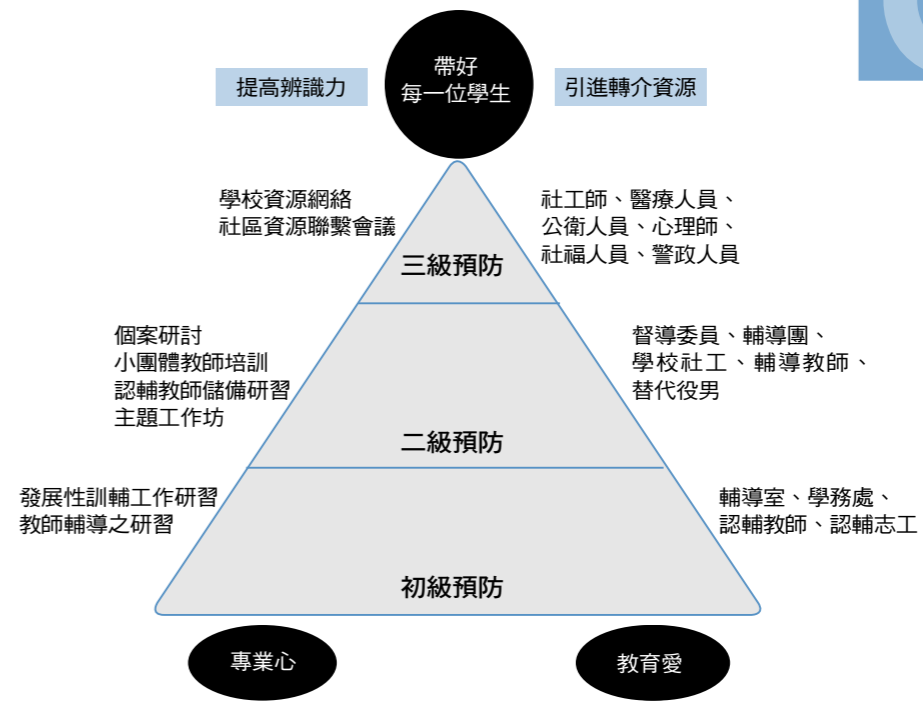 帶好
每一位學生
提高辨識力
引進轉介資源
學校資源網絡
社區資源聯繫會議
社工師、醫療人員、
公衛人員、心理師、
社福人員、警政人員
三級預防
個案研討
小團體教師培訓
認輔教師儲備研習
主題工作坊
督導委員、輔導團、
學校社工、輔導教師、
替代役男
二級預防
發展性訓輔工作研習
教師輔導之研習
輔導室、學務處、
認輔教師、認輔志工
初級預防
專業心
教育愛